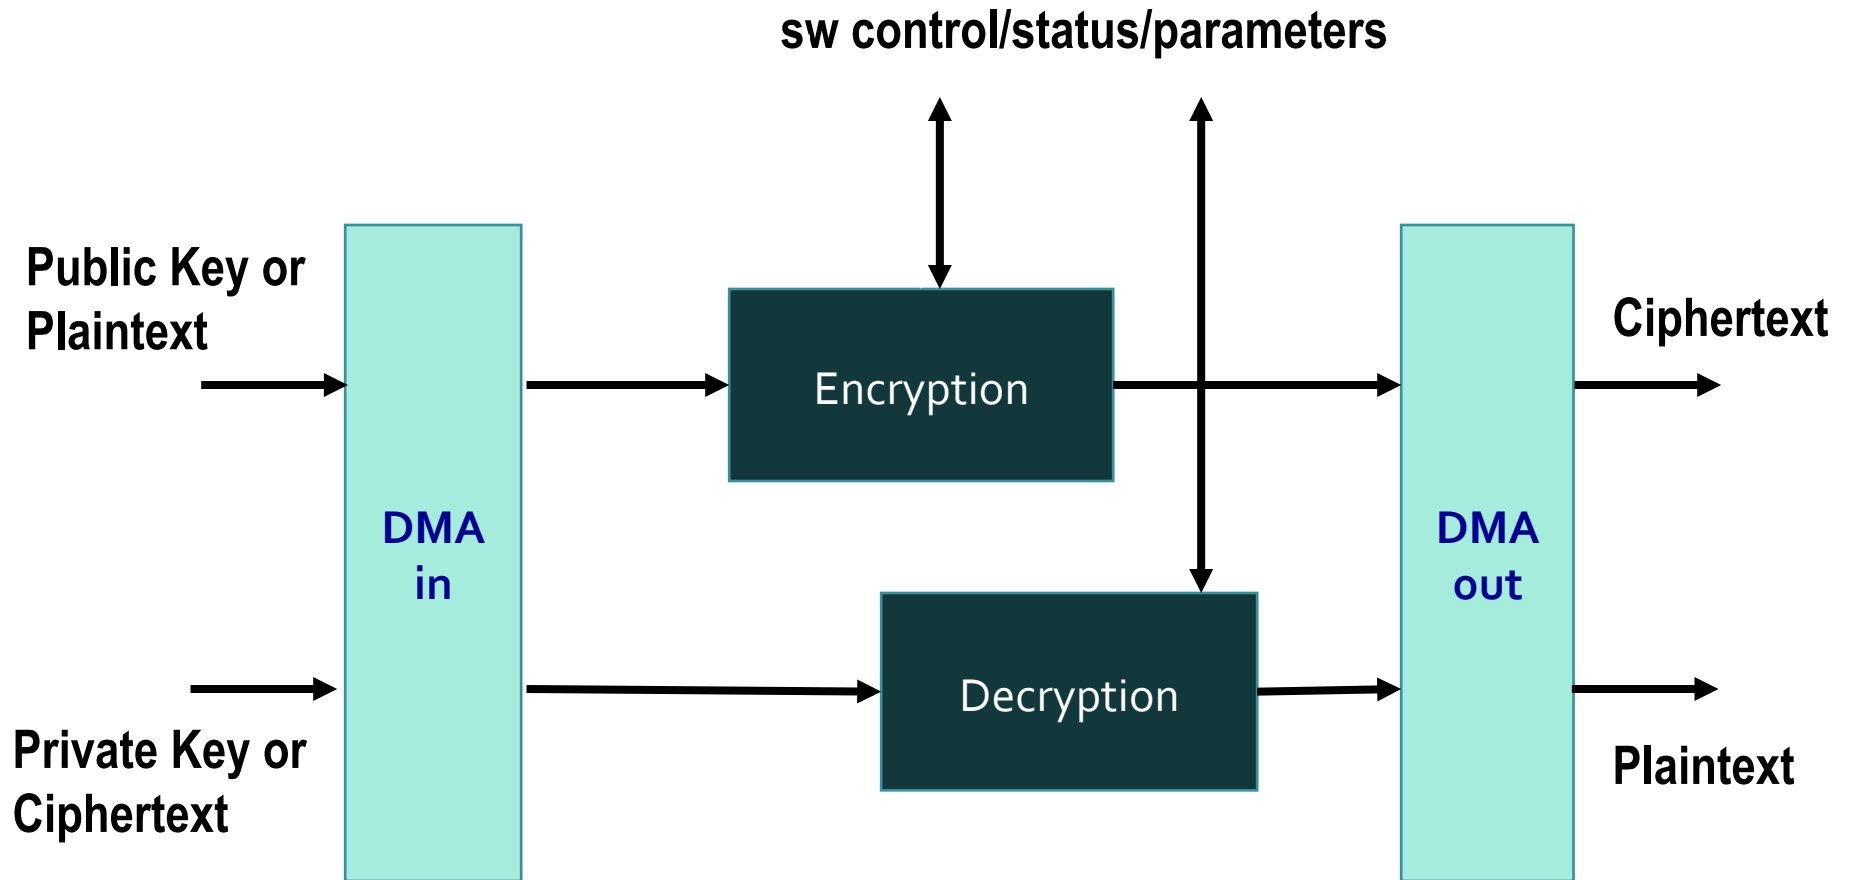 sw control/status/parameters
Public Key or
Plaintext
Ciphertext
Encryption
DMA
in
DMA
out
Decryption
Private Key or
Ciphertext
Plaintext